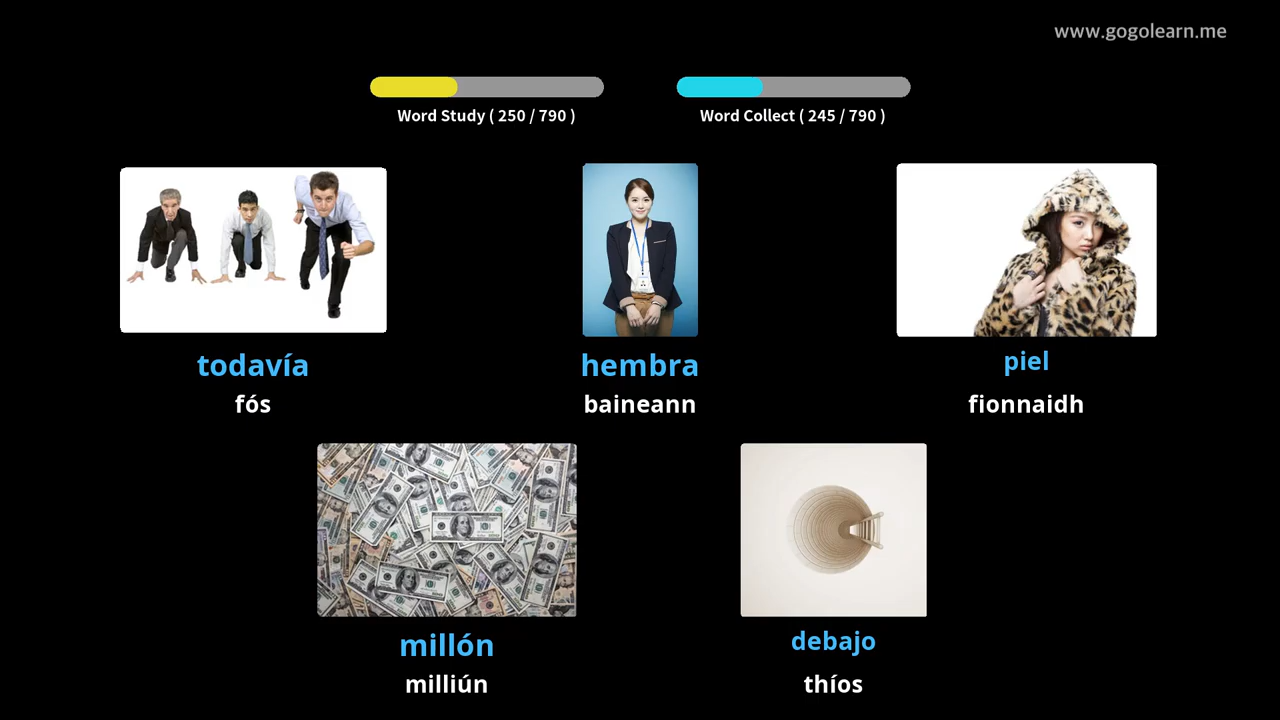 www.gogolearn.me
Word Study ( 250 / 790 )
Word Collect ( 245 / 790 )
todavía
fós
hembra
baineann
piel
fionnaidh
millón
milliún
debajo
thíos